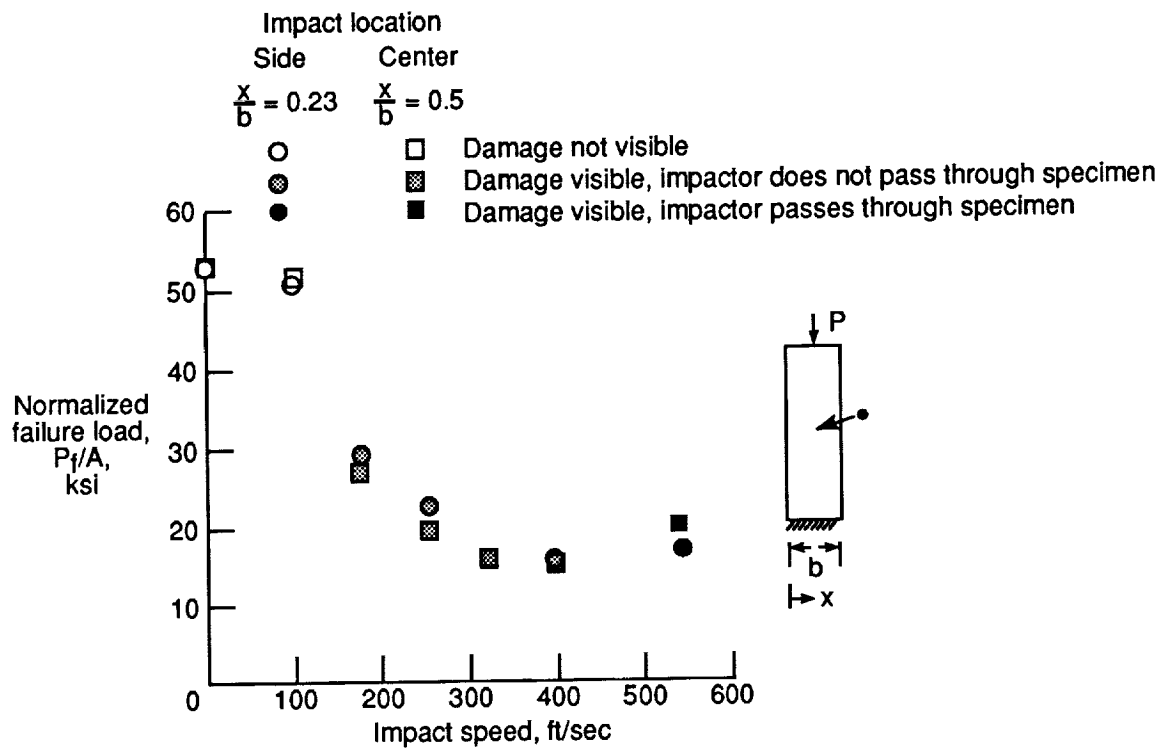 Impact location
Side Center
x/b = 0.23 x/b = 0.5
Damage not visible
Damage visible, impactor does not pass through specimen
Damage visible, impactor passes through specimen
60
50
40
30
20
10
0
Normalized
failure load,
Pf/A,
ksi
100 200 300 400 500 600
Impact speed, ft/sec
P
b
x